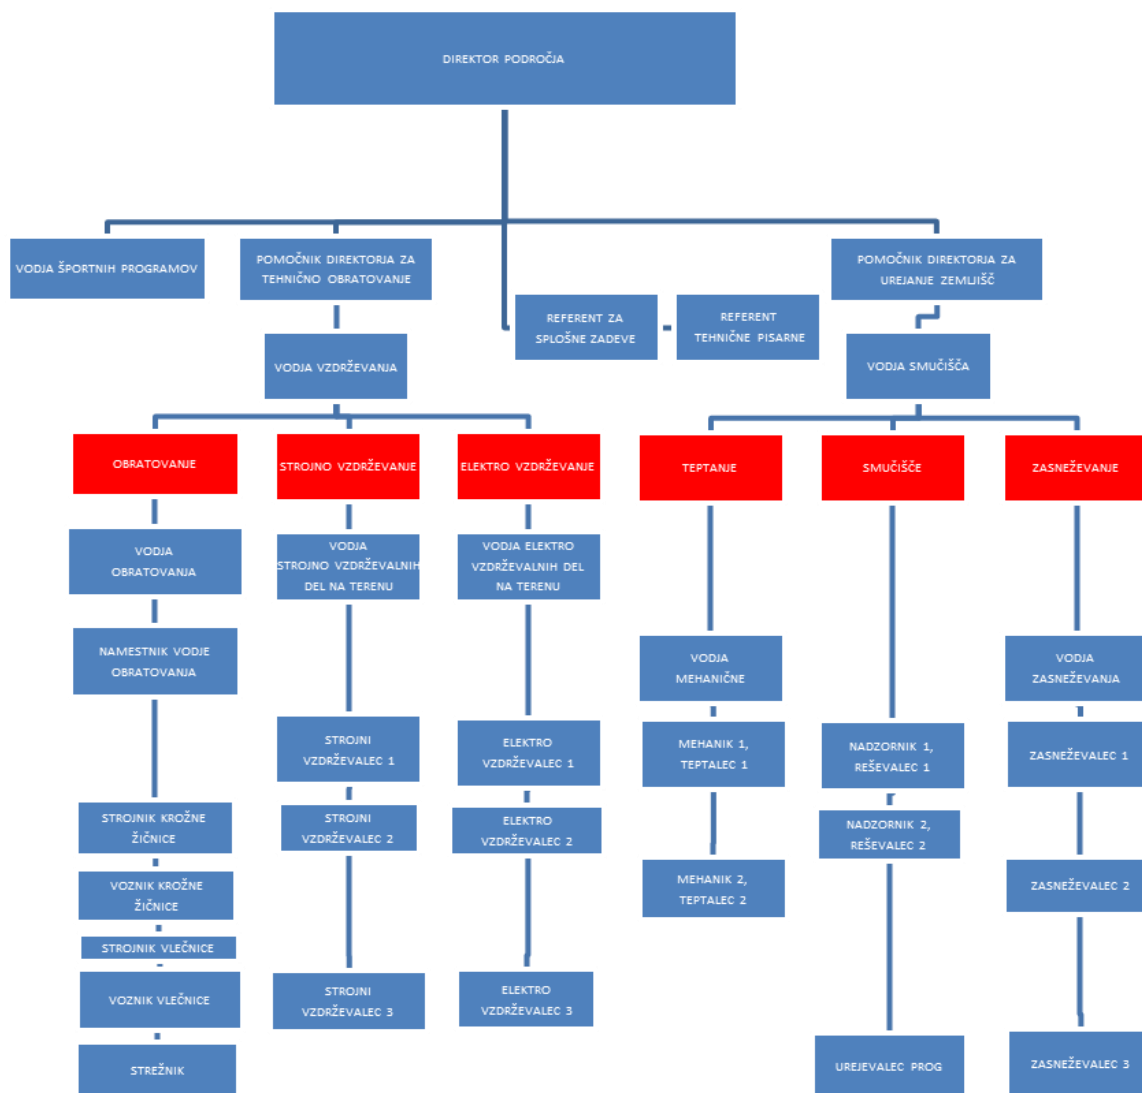 DIREKTOR PODROČJA
VODJA ŠPORTNIH PROGRAMOV
POMOČNIK DIREKTORJA ZA
TEHNIČNO OBRATOVANJE
POMOČNIK DIREKTORJA ZA
UREJANJE ZEMLJIŠČ
REFERENT ZA
SPLOŠNE ZADEVE
REFERENT
TEHNIČNE PISARNE
VODJA VZDRŽEVANJA
VODJA SMUČIŠČA
OBRATOVANJE
STROJNO VZDRŽEVANJE
ELEKTRO VZDRŽEVANJE
TEPTANJE
SMUČIŠČE
ZASNEŽEVANJE
VODJA
OBRATOVANJA
VODJA
STROJNO VZDRŽEVALNIH
DEL NA TERENU
VODJA ELEKTRO
VZDRŽEVALNIH DEL
NA TERENU
NAMESTNIK VODJE
OBRATOVANJA
VODJA
MEHANIČNE
VODJA
ZASNEŽEVANJA
STROJNI
VZDRŽEVALEC 1
ELEKTRO
VZDRŽEVALEC 1
MEHANIK 1,
TEPTALEC 1
NADZORNIK 1,
REŠEVALEC 1
ZASNEŽEVALEC 1
STROJNIK KROŽNE
ŽIČNICE
STROJNI
VZDRŽEVALEC 2
ELEKTRO
VZDRŽEVALEC 2
NADZORNIK 2,
REŠEVALEC 2
VOZNIK KROŽNE
ŽIČNICE
MEHANIK 2,
TEPTALEC 2
ZASNEŽEVALEC 2
STROJNIK VLEČNICE
VOZNIK VLEČNICE
STROJNI
VZDRŽEVALEC 3
ELEKTRO
VZDRŽEVALEC 3
STREŽNIK
UREJEVALEC PROG
ZASNEŽEVALEC 3